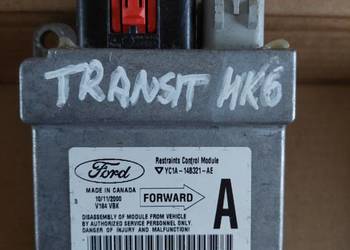 TRANSIT MK6
Ford
Restraints Control Module
YC1A-14B321-AE
MADE IN CANADA
10/11/2000
V184 VBK
FORWARD
A
DISASSEMBLY OF MODULE FROM VEHICLE
BY AUTHORIZED SERVICE PERSONNEL ONLY.
DANGER OF INJURY AND MALFUNCTION!